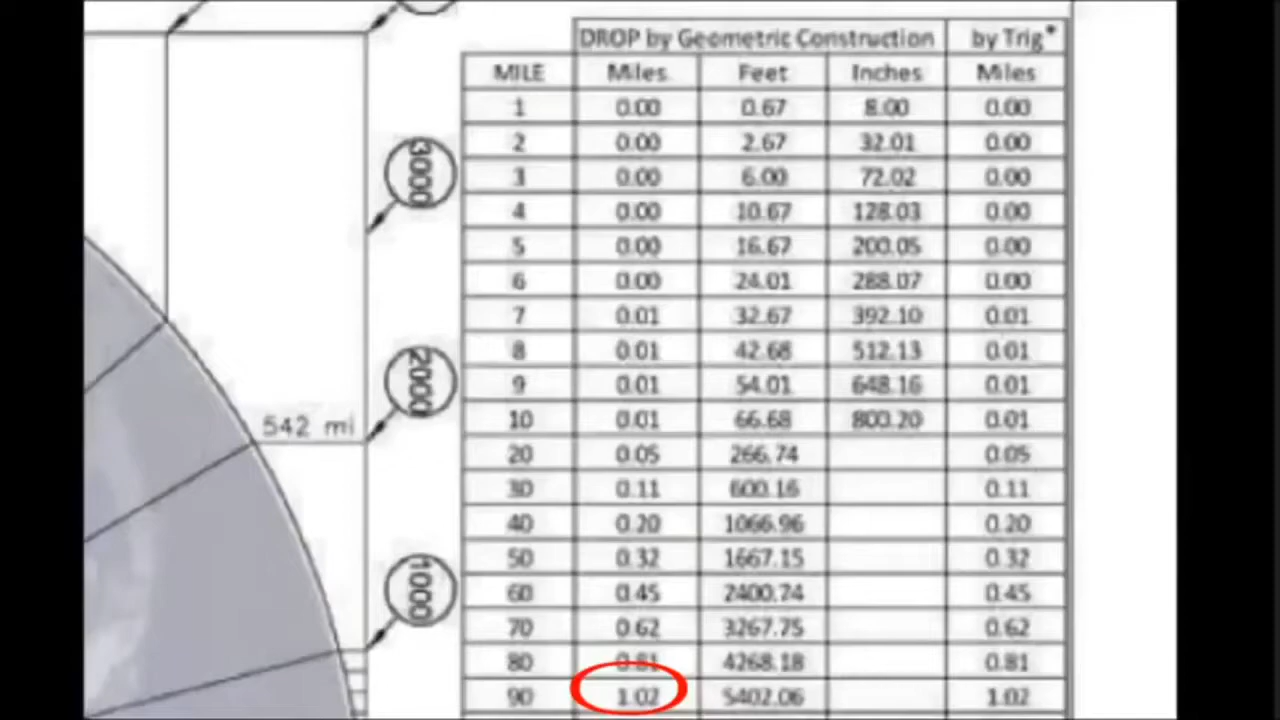 DROP by Geometric Construction by Trig*
MILE Miles Feet Inches Miles
1 0.00 0.67 8.00 0.00
2 0.00 2.67 32.01 0.00
3 0.00 6.00 72.02 0.00
4 0.00 10.67 128.03 0.00
5 0.00 16.67 200.05 0.00
6 0.00 24.01 288.07 0.00
7 0.01 32.67 392.10 0.01
8 0.01 42.68 512.13 0.01
9 0.01 54.01 648.16 0.01
10 0.01 66.68 800.20 0.01
20 0.05 266.74 0.05
30 0.11 600.16 0.11
40 0.20 1066.96 0.20
50 0.32 1667.15 0.32
60 0.45 2400.74 0.45
70 0.62 3267.75 0.62
80 0.81 4268.18 0.81
90 1.02 5402.06 1.02
3000
2000
542 mi
1000